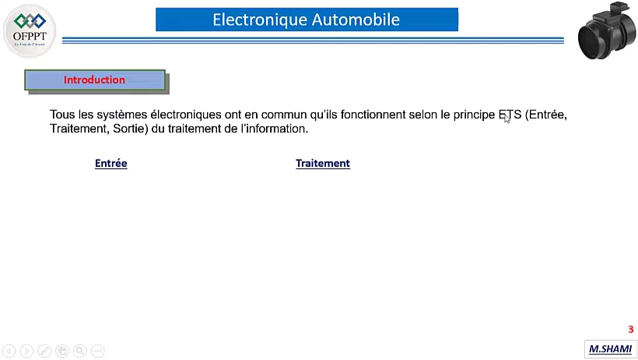 Electronique Automobile
OFPPT
Introduction
Tous les systèmes électroniques ont en commun qu'ils fonctionnent selon le principe ETS (Entrée,
Traitement, Sortie) du traitement de l'information.
Entrée
Traitement
3
M.SHAMI